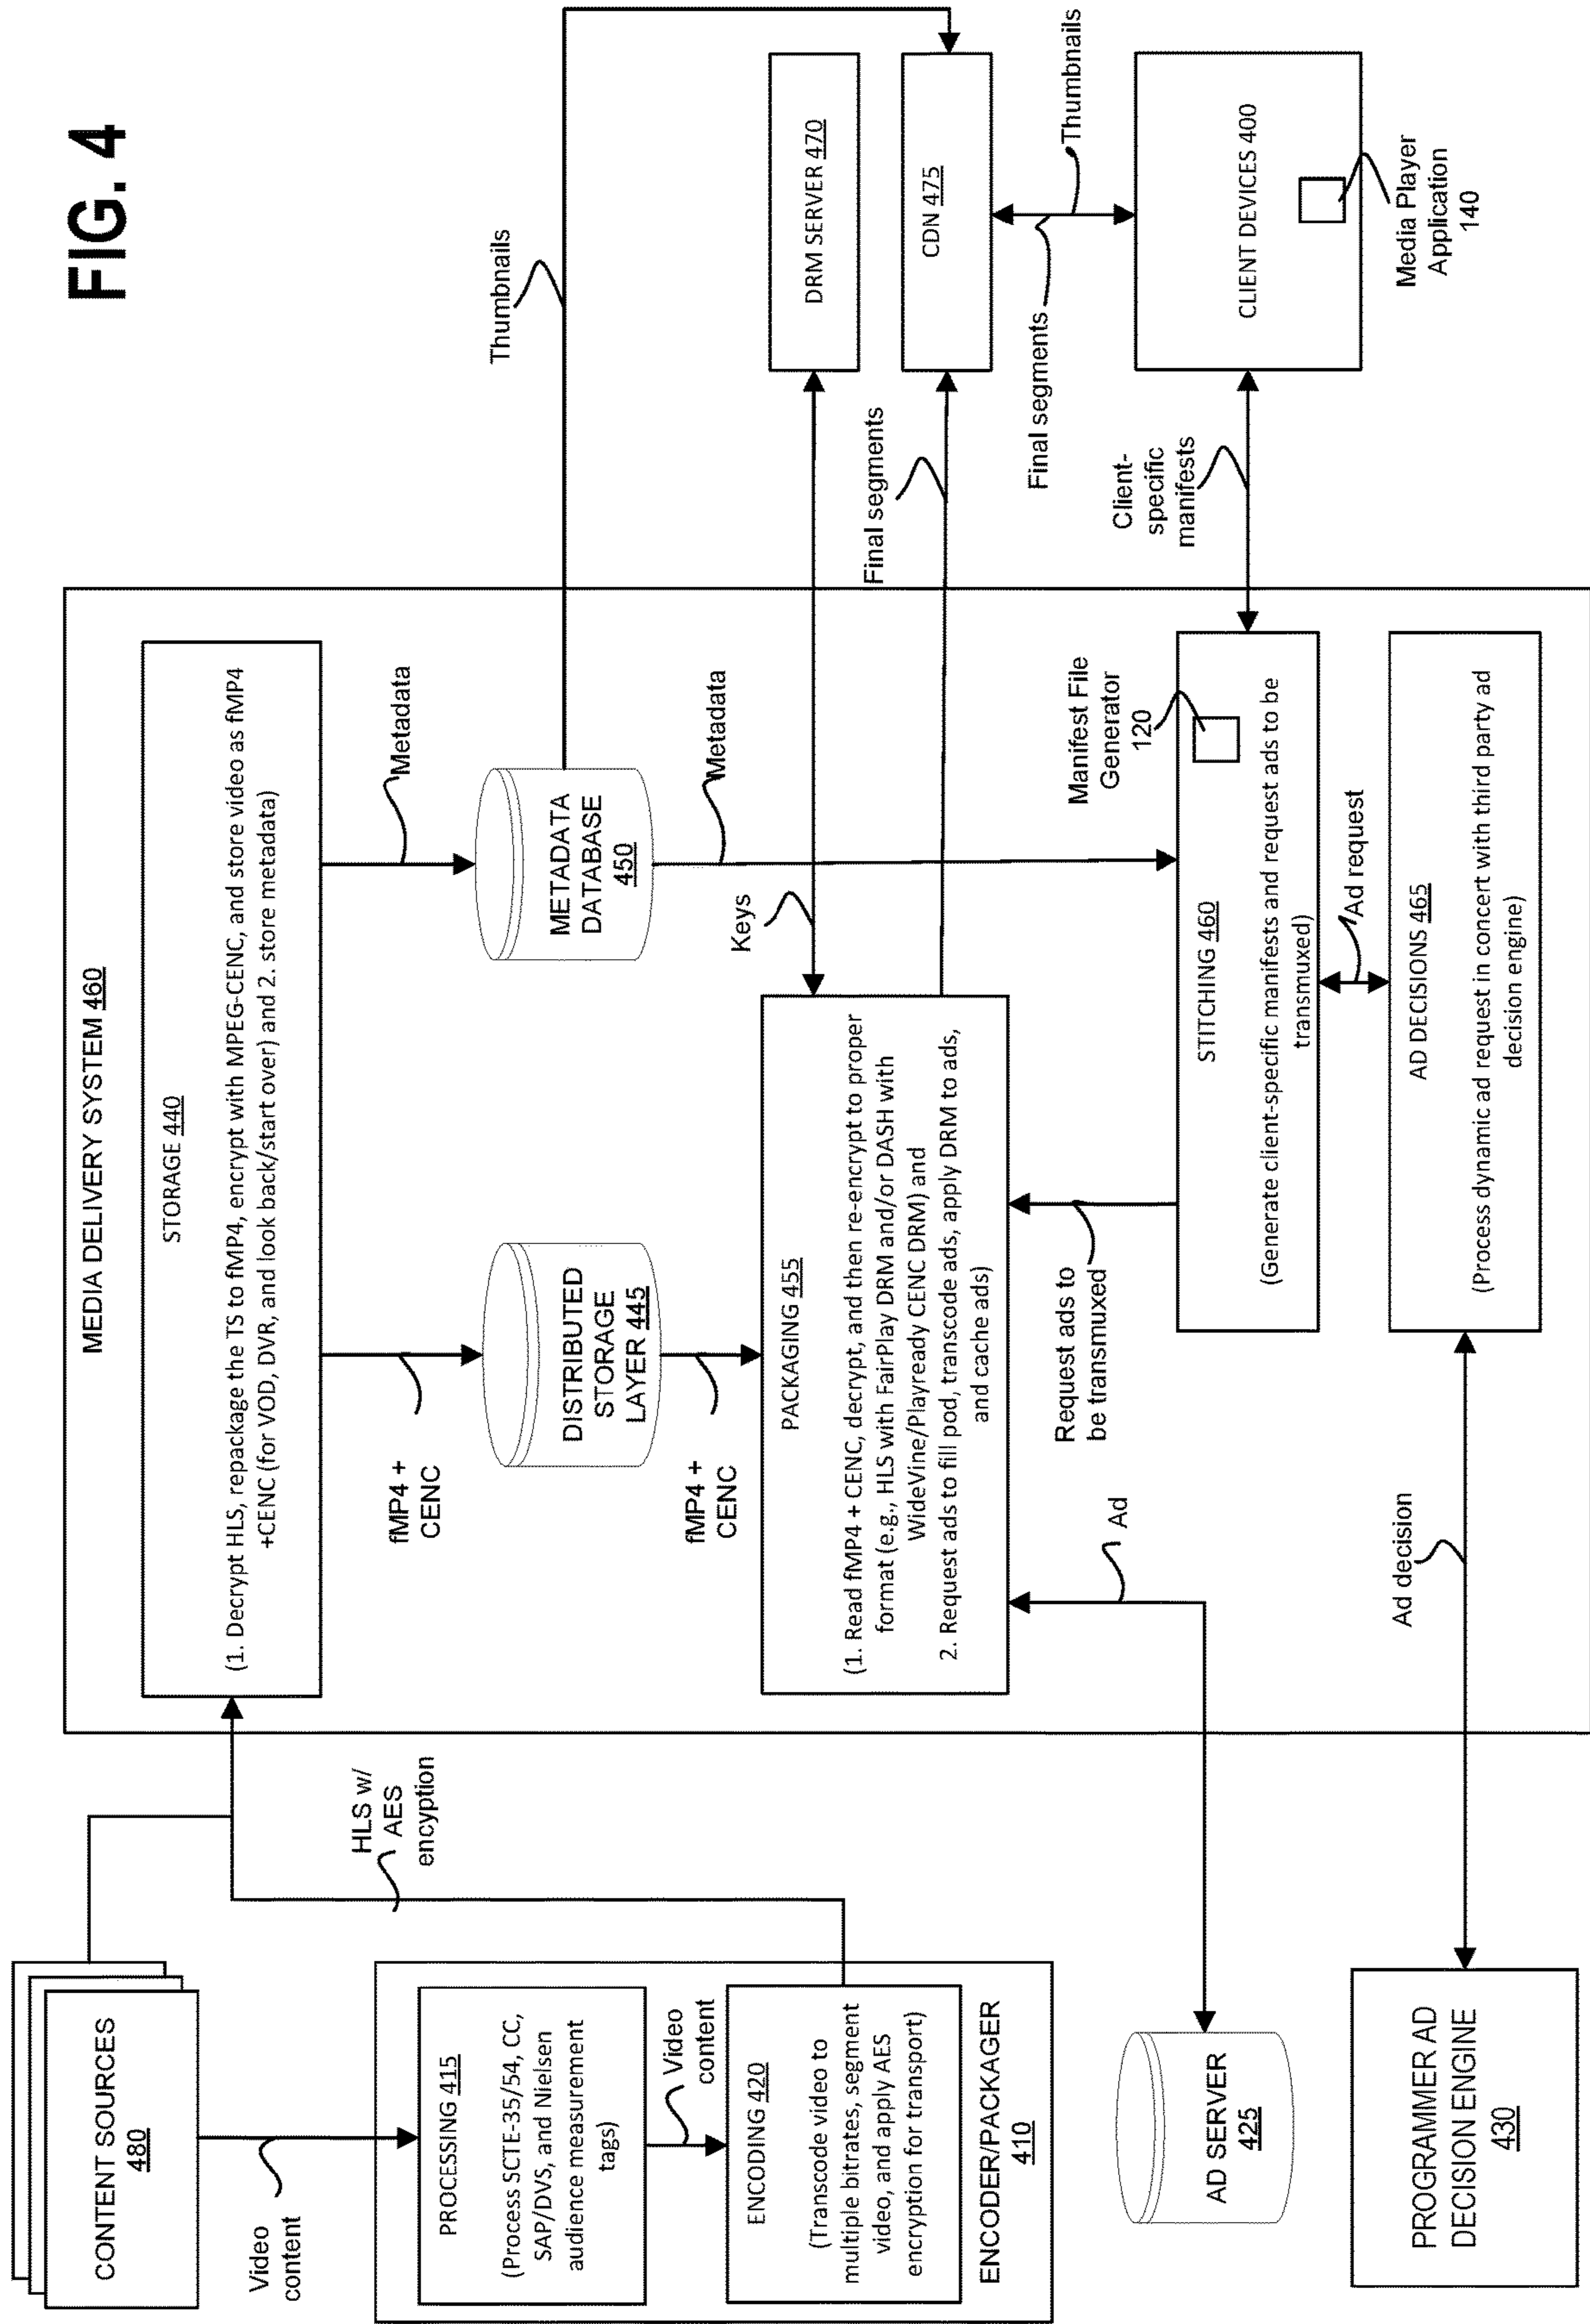 FIG. 4
CONTENT SOURCES
480
Video
content
PROCESSING 415
(Process SCTE-35/54, CC,
SAP/DVS, and Nielsen
audience measurement
tags)
Video
content
ENCODING 420
(Transcode video to
multiple bitrates, segment
video, and apply AES
encryption for transport)
ENCODER/PACKAGER
410
AD SERVER
425
PROGRAMMER AD
DECISION ENGINE
430
HLS w/
AES
encyption
MEDIA DELIVERY SYSTEM 460
STORAGE 440
(1. Decrypt HLS, repackage the TS to fMP4, encrypt with MPEG-CENC, and store video as fMP4
+CENC (for VOD, DVR, and look back/start over) and 2. store metadata)
fMP4 +
CENC
Metadata
DISTRIBUTED
STORAGE
LAYER 445
METADATA
DATABASE
450
fMP4 +
CENC
Metadata
Keys
PACKAGING 455
(1. Read fMP4 + CENC, decrypt, and then re-encrypt to proper
format (e.g., HLS with FairPlay DRM and/or DASH with
WideVine/Playready CENC DRM) and
2. Request ads to fill pod, transcode ads, apply DRM to ads,
and cache ads)
Ad
Request ads to
be transmuxed
Manifest File
Generator
120
STITCHING 460
(Generate client-specific manifests and request ads to be
transmuxed)
Ad request
AD DECISIONS 465
(Process dynamic ad request in concert with third party ad
decision engine)
Ad decision
Thumbnails
DRM SERVER 470
CDN 475
Final segments
Final segments
Thumbnails
Client-
specific
manifests
CLIENT DEVICES 400
Media Player
Application
140